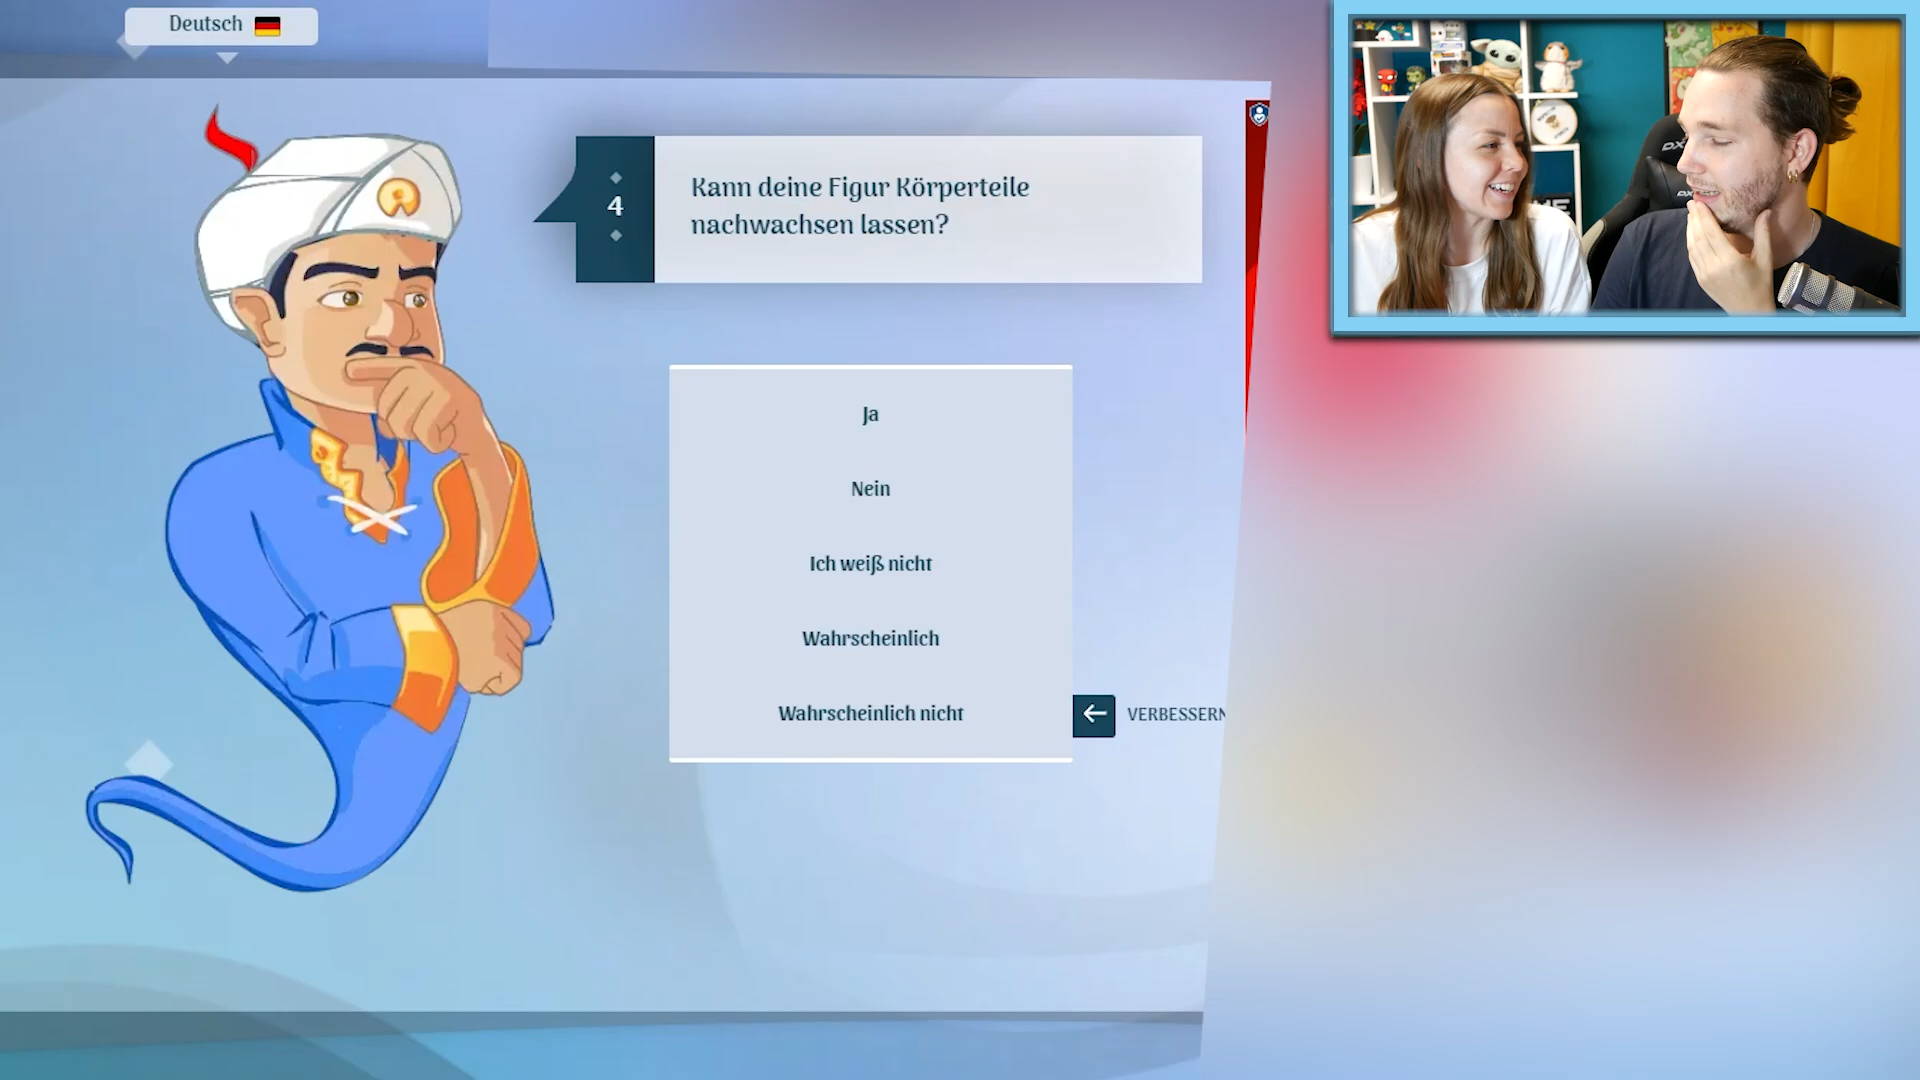 Deutsch
4
Kann deine Figur Körperteile
nachwachsen lassen?
Ja
Nein
Ich weiß nicht
Wahrscheinlich
Wahrscheinlich nicht
VERBESSERN